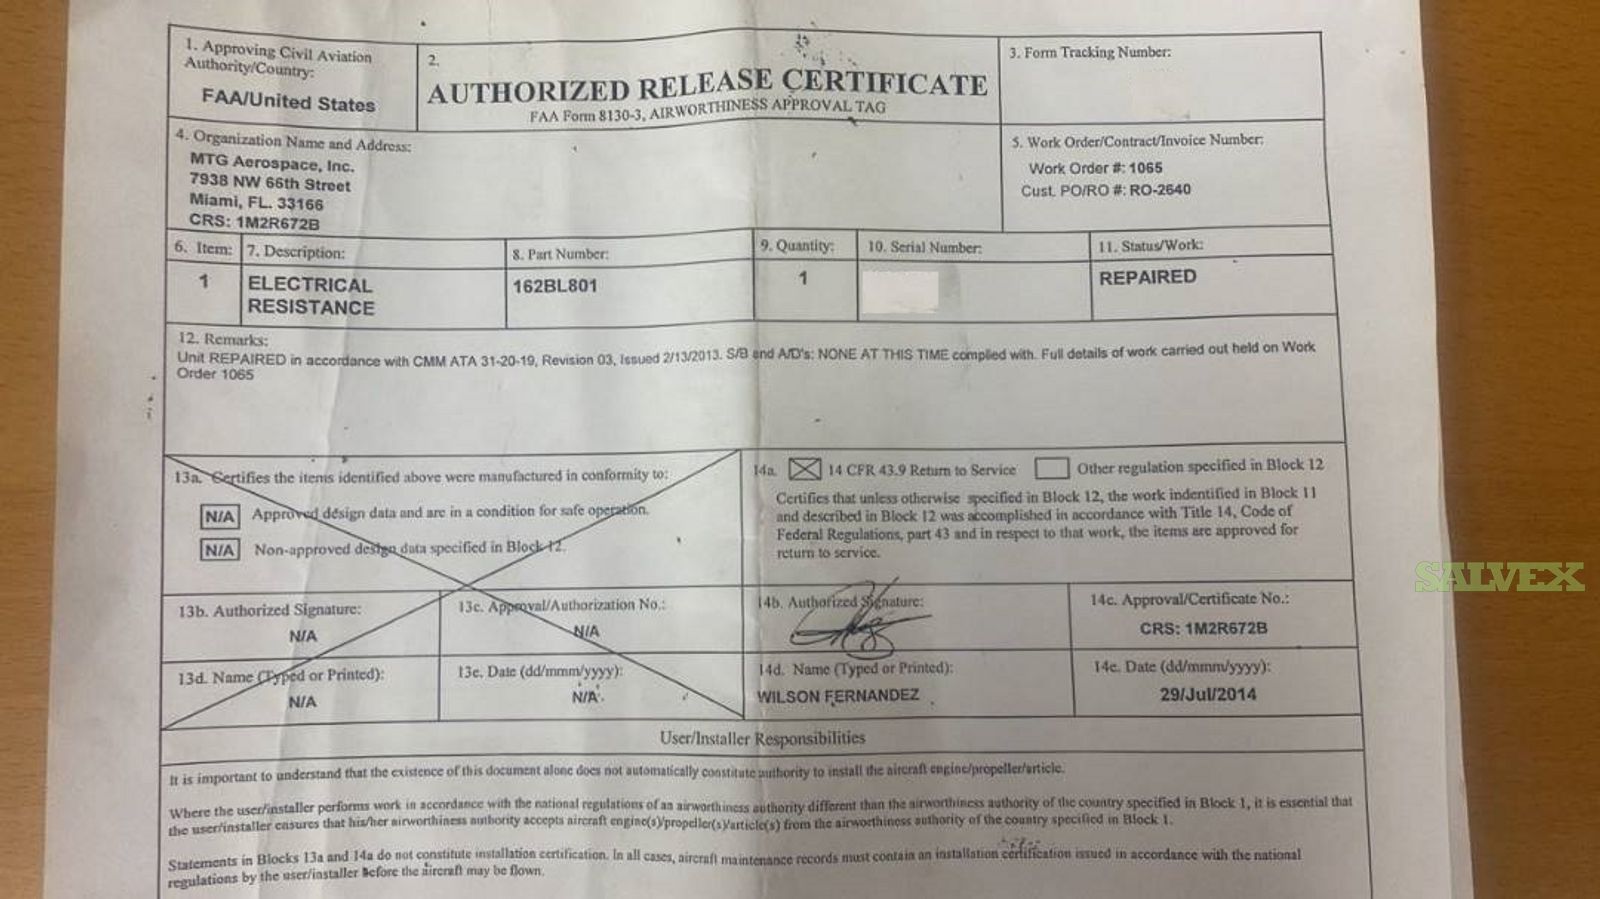 1. Approving Civil Aviation
Authority/Country:
FAA/United States
2.
AUTHORIZED RELEASE CERTIFICATE
FAA Form 8130-3, AIRWORTHINESS APPROVAL TAG
3. Form Tracking Number:
4. Organization Name and Address:
MTG Aerospace, Inc.
7938 NW 66th Street
Miami, FL. 33166
CRS: 1M2R672B
5. Work Order/Contract/Invoice Number:
Work Order #: 1065
Cust. PO/RO #: RO-2640
6. Item:
1
7. Description:
ELECTRICAL
RESISTANCE
8. Part Number:
162BL801
9. Quantity:
1
10. Serial Number:
11. Status/Work:
REPAIRED
12. Remarks:
Unit REPAIRED in accordance with CMM ATA 31-20-19, Revision 03, Issued 2/13/2013. S/B and A/D's: NONE AT THIS TIME complied with. Full details of work carried out held on Work
Order 1065
13a. Certifies the items identified above were manufactured in conformity to:
N/A Approved design data and are in a condition for safe operation.
N/A Non-approved design data specified in Block 12.
14a. 14 CFR 43.9 Return to Service Other regulation specified in Block 12
Certifies that unless otherwise specified in Block 12, the work indentified in Block 11
and described in Block 12 was accomplished in accordance with Title 14, Code of
Federal Regulations, part 43 and in respect to that work, the items are approved for
return to service.
13b. Authorized Signature:
N/A
13c. Approval/Authorization No.:
N/A
14b. Authorized Signature:
14c. Approval/Certificate No.:
CRS: 1M2R672B
13d. Name (Typed or Printed):
N/A
13e. Date (dd/mmm/yyyy):
N/A
14d. Name (Typed or Printed):
WILSON FERNANDEZ
14e. Date (dd/mmm/yyyy):
29/Jul/2014
User/Installer Responsibilities
It is important to understand that the existence of this document alone does not automatically constitute authority to install the aircraft engine/propeller/article.
Where the user/installer performs work in accordance with the national regulations of an airworthiness authority different than the airworthiness authority of the country specified in Block 1, it is essential that
the user/installer ensures that his/her airworthiness authority accepts aircraft engine(s)/propeller(s)/article(s) from the airworthiness authority of the country specified in Block 1.
Statements in Blocks 13a and 14a do not constitute installation certification. In all cases, aircraft maintenance records must contain an installation certification issued in accordance with the national
regulations by the user/installer before the aircraft may be flown.
SALVEX